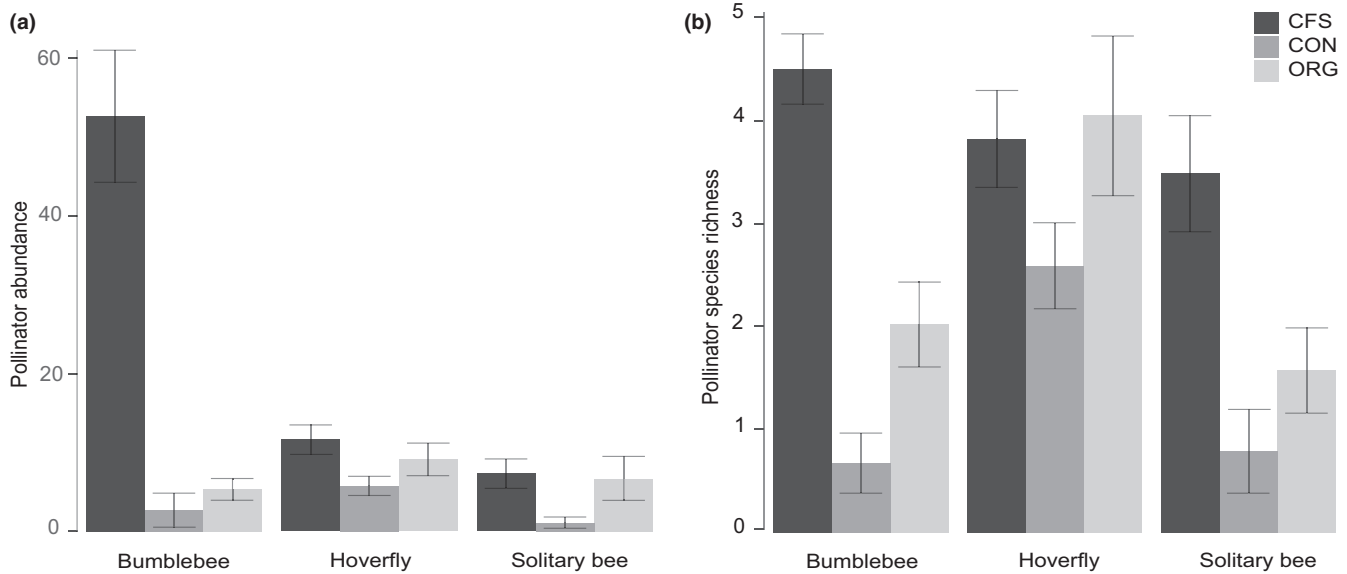 (a)
Pollinator abundance
60
40
20
0
Bumblebee
Hoverfly
Solitary bee
(b)
Pollinator species richness
5
4
3
2
1
0
Bumblebee
Hoverfly
Solitary bee
CFS
CON
ORG